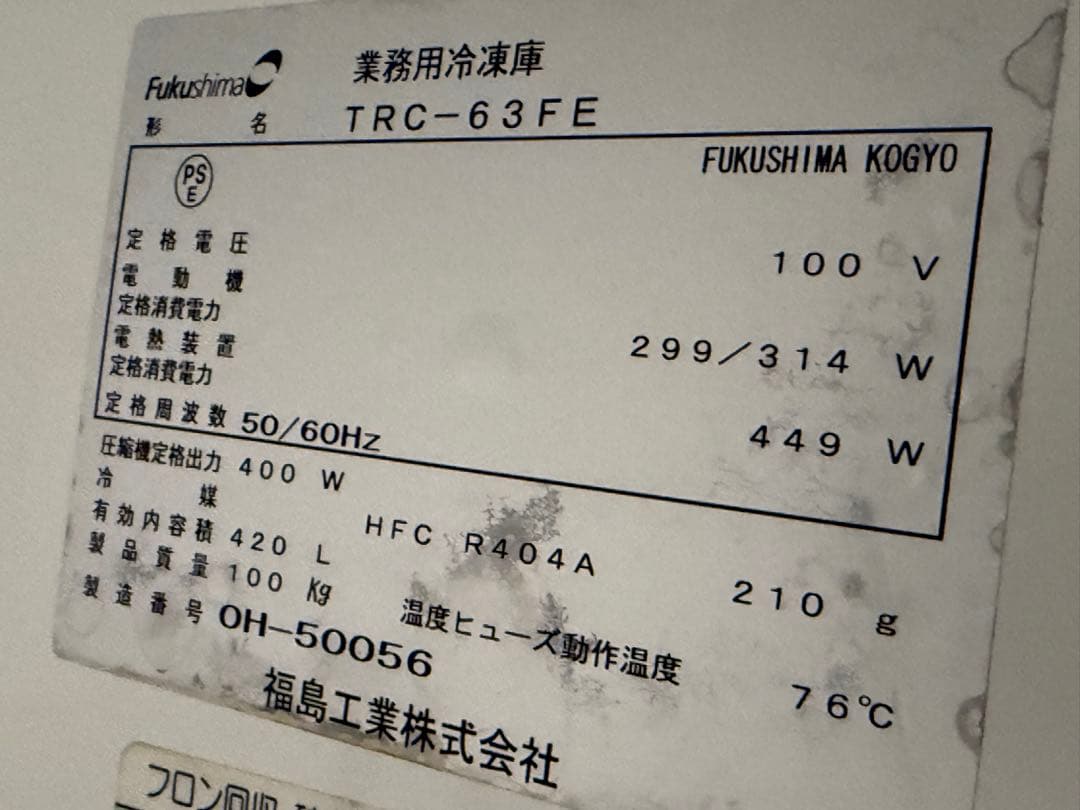 Fukushima 業務用冷凍庫
形名 TRC-63FE
PSE FUKUSHIMA KOGYO
定格電圧 100 V
電動機
定格消費電力 299/314 W
電熱装置
定格消費電力 449 W
定格周波数 50/60Hz
圧縮機定格出力 400 W
冷媒 HFC R404A 210 g
有効内容積 420 L
製品質量 100 Kg 温度ヒューズ動作温度 76℃
製造番号 OH-50056
福島工業株式会社
フロン回収